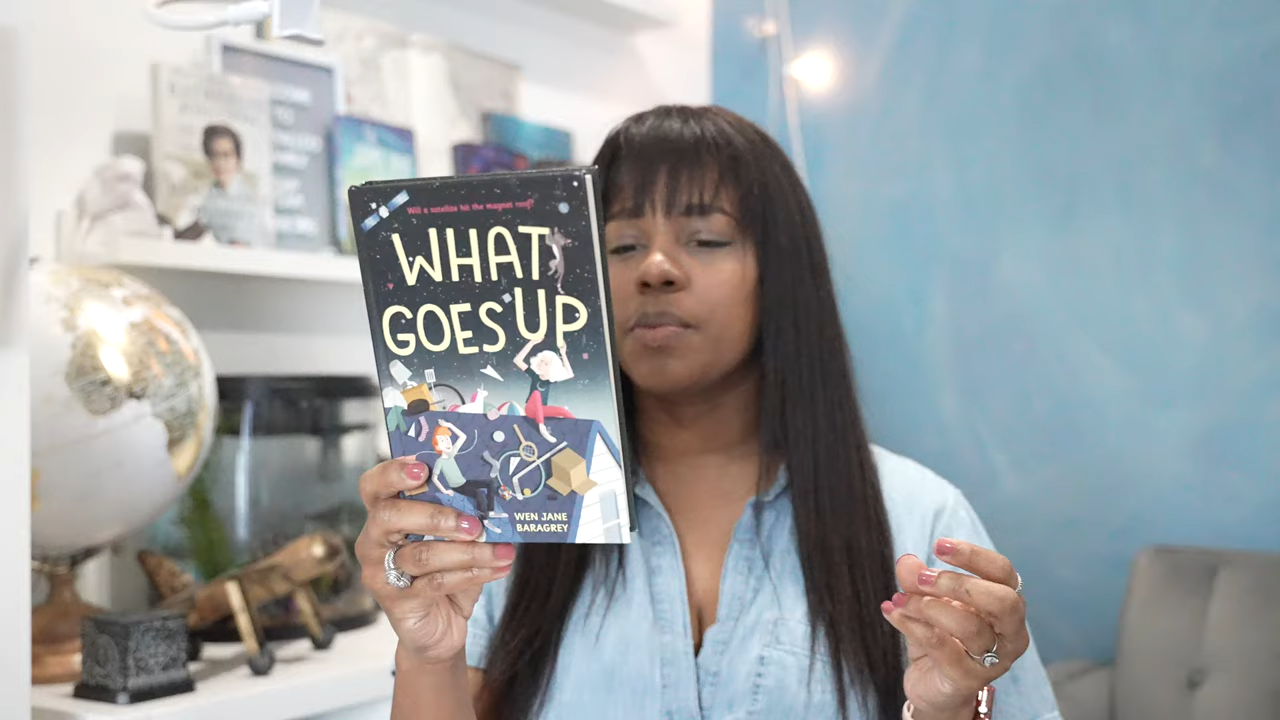 Will a satellite hit the magnet roof?
WHAT
GOES UP
WEN JANE
BARAGREY